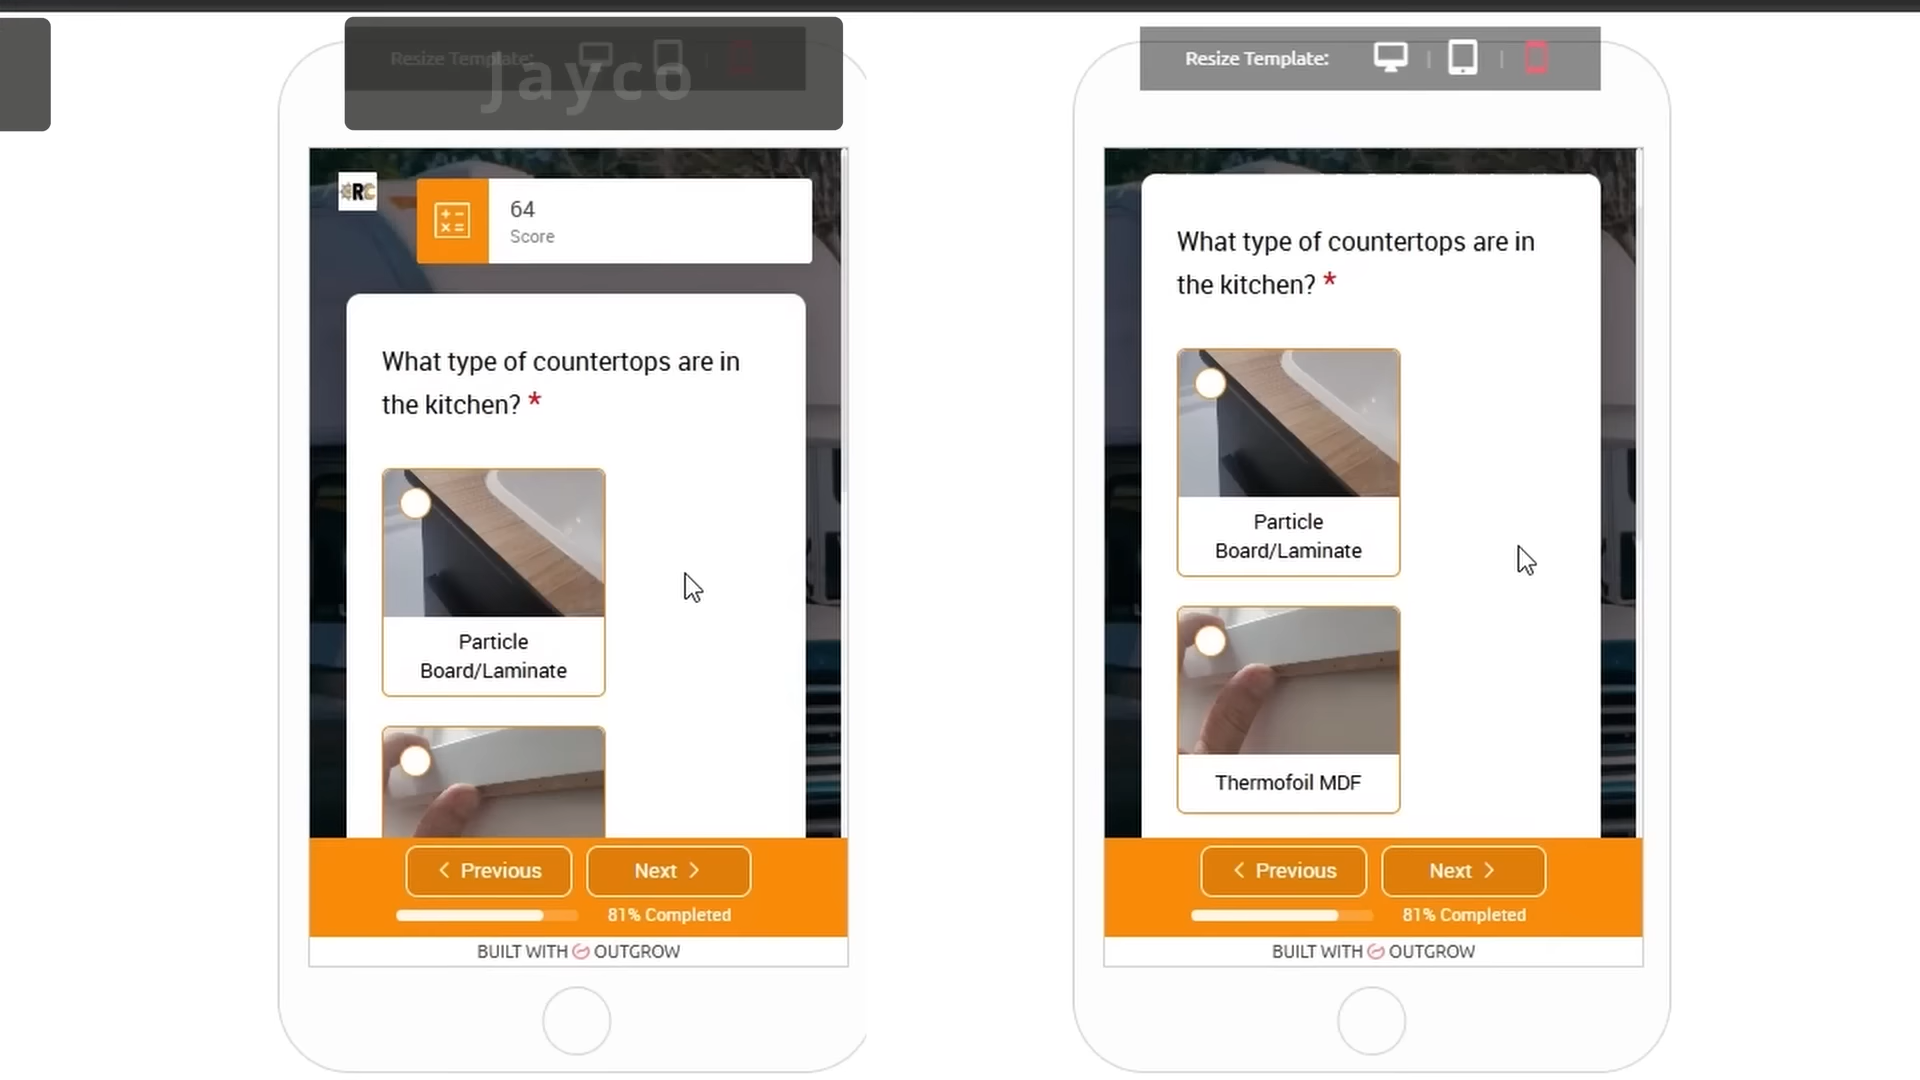 Resize Template:
Jayco
RC
64
Score
What type of countertops are in
the kitchen? *
Particle
Board/Laminate
Previous
Next
81% Completed
BUILT WITH OUTGROW
Resize Template:
What type of countertops are in
the kitchen? *
Particle
Board/Laminate
Thermofoil MDF
Previous
Next
81% Completed
BUILT WITH OUTGROW